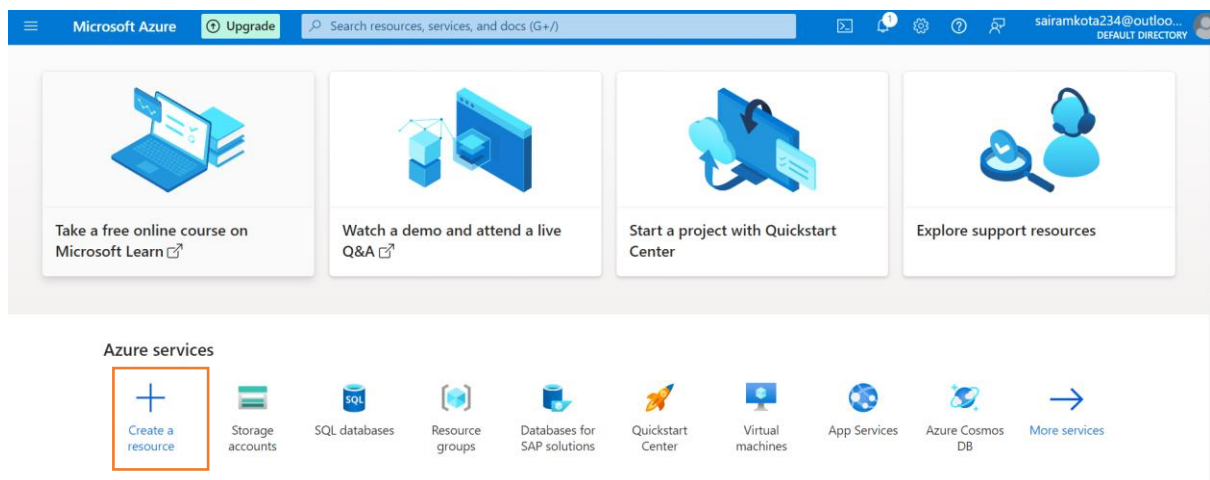 Microsoft Azure
Upgrade
Search resources, services, and docs (G+/)
1
sairamkota234@outloo...
DEFAULT DIRECTORY
Take a free online course on
Microsoft Learn
Watch a demo and attend a live
Q&A
Start a project with Quickstart
Center
Explore support resources
Azure services
Create a
resource
Storage
accounts
SQL
SQL databases
Resource
groups
Databases for
SAP solutions
Quickstart
Center
Virtual
machines
App Services
Azure Cosmos
DB
More services